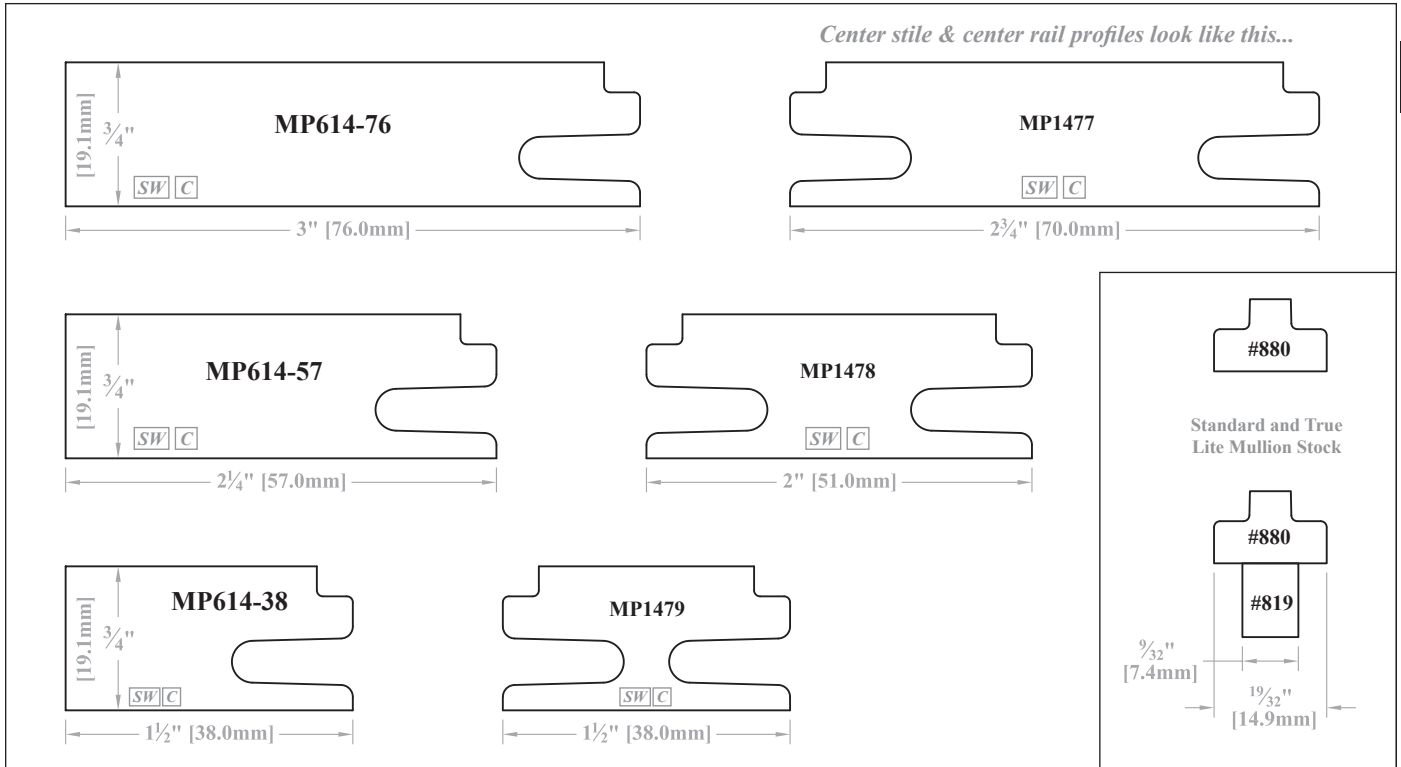 Center stile & center rail profiles look like this...
MP614-76
3/4"
[19.1mm]
SW C
3" [76.0mm]
MP1477
SW C
2 3/4" [70.0mm]
MP614-57
3/4"
[19.1mm]
SW C
2 1/4" [57.0mm]
MP1478
SW C
2" [51.0mm]
MP614-38
3/4"
[19.1mm]
SW C
1 1/2" [38.0mm]
MP1479
SW C
1 1/2" [38.0mm]
#880
Standard and True
Lite Mullion Stock
#880
#819
9/32"
[7.4mm]
19/32"
[14.9mm]